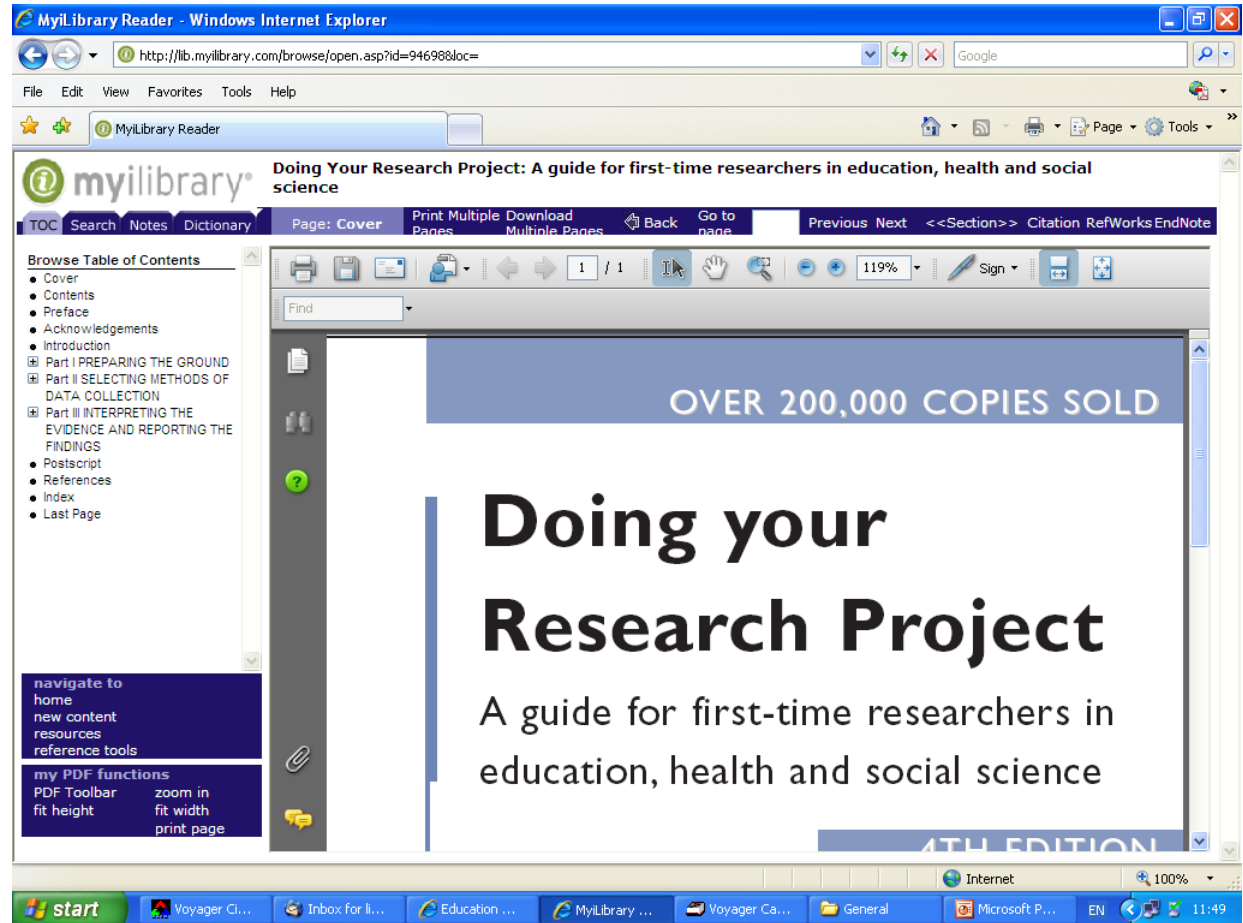 MyiLibrary Reader - Windows Internet Explorer
http://lib.myilibrary.com/browse/open.asp?id=94698&loc=
Google
File Edit View Favorites Tools Help
MyiLibrary Reader
Page Tools
myilibrary
Doing Your Research Project: A guide for first-time researchers in education, health and social
science
TOC Search Notes Dictionary
Page: Cover
Print Multiple
Pages
Download
Multiple Pages
Back
Go to
page
Previous Next <<Section>> Citation RefWorks EndNote
Browse Table of Contents
Cover
Contents
Preface
Acknowledgements
Introduction
Part I PREPARING THE GROUND
Part II SELECTING METHODS OF
DATA COLLECTION
Part III INTERPRETING THE
EVIDENCE AND REPORTING THE
FINDINGS
Postscript
References
Index
Last Page
navigate to
home
new content
resources
reference tools
my PDF functions
PDF Toolbar zoom in
fit height fit width
print page
1 / 1
119%
Sign
Find
OVER 200,000 COPIES SOLD
Doing your
Research Project
A guide for first-time researchers in
education, health and social science
4TH EDITION
Internet
100%
start
Voyager Ci...
Inbox for li...
Education ...
MyiLibrary ...
Voyager Ca...
General
Microsoft P...
EN
11:49